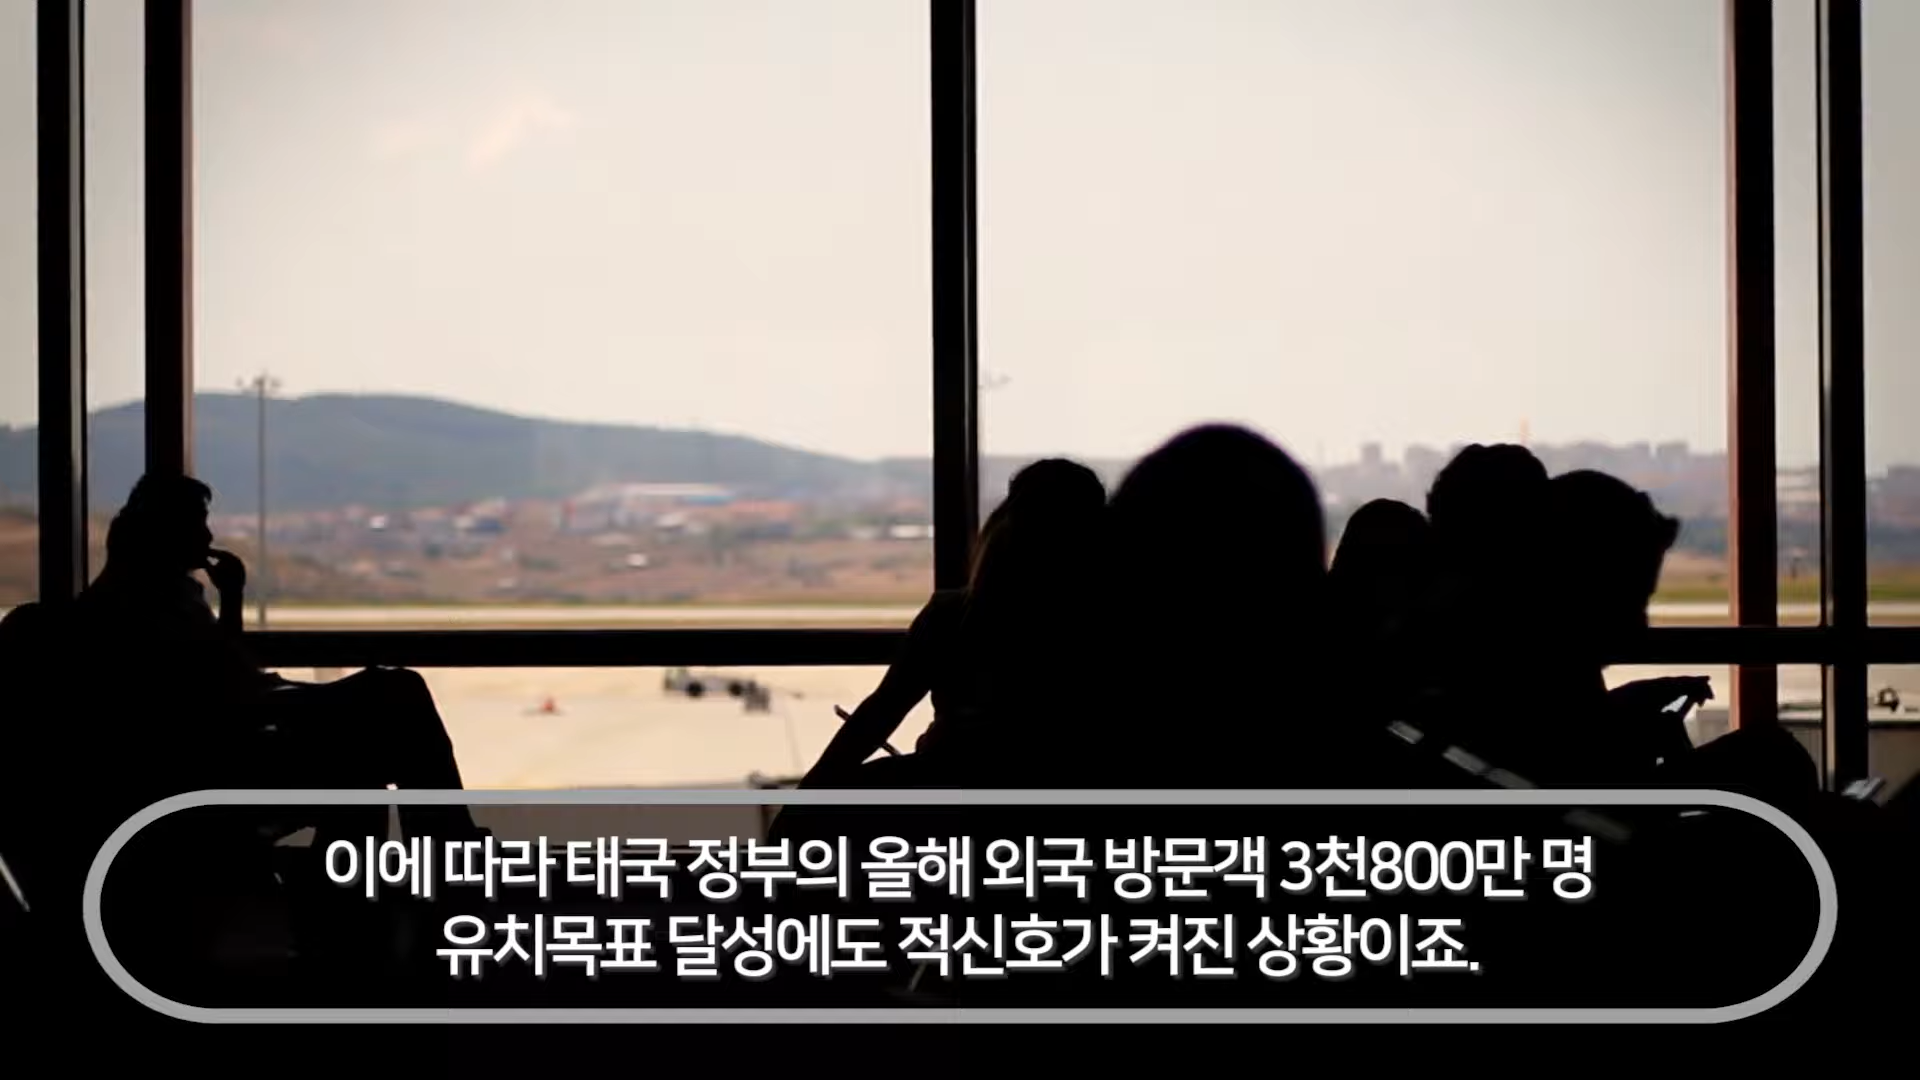 이에 따라 태국 정부의 올해 외국 방문객 3천800만 명
유치목표 달성에도 적신호가 켜진 상황이죠.